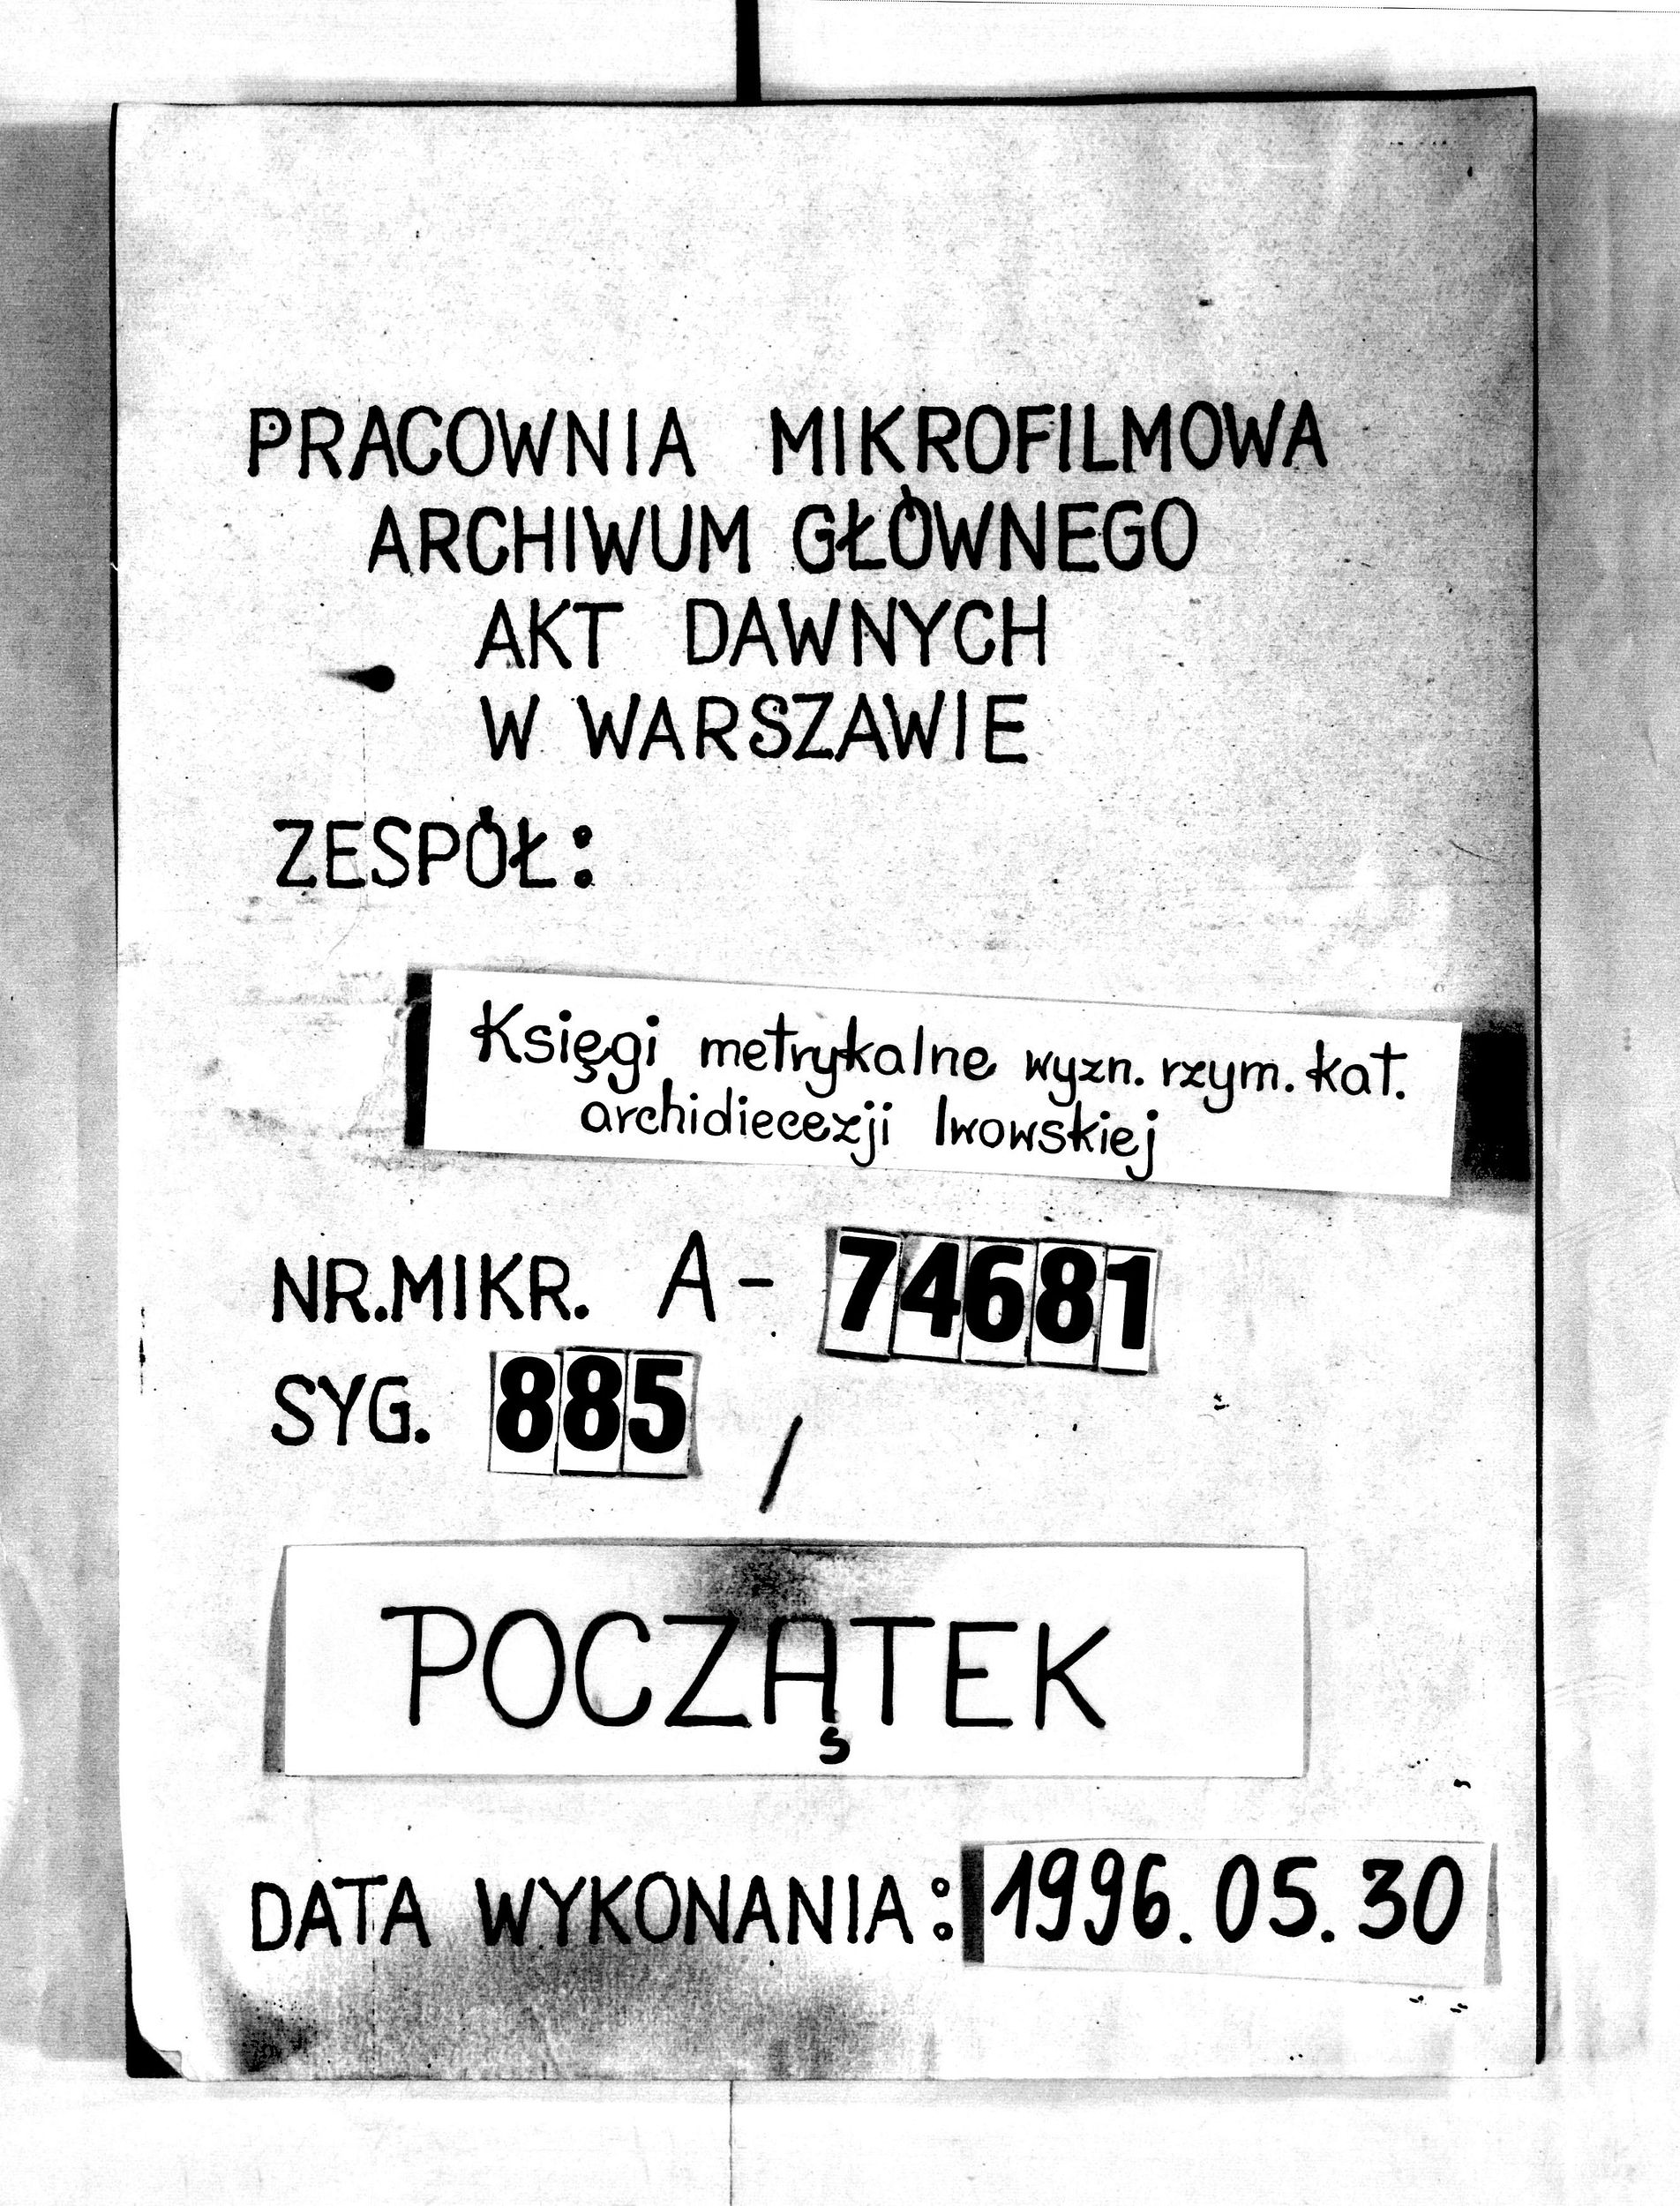 PRACOWNIA MIKROFILMOWA
ARCHIWUM GŁÓWNEGO
AKT DAWNYCH
W WARSZAWIE
ZESPÓŁ:
Księgi metrykalne wyzn. rzym. kat.
archidiecezji lwowskiej
NR.MIKR. A- 74681
SYG. 885 /
POCZĄTEK
DATA WYKONANIA: 1996.05.30